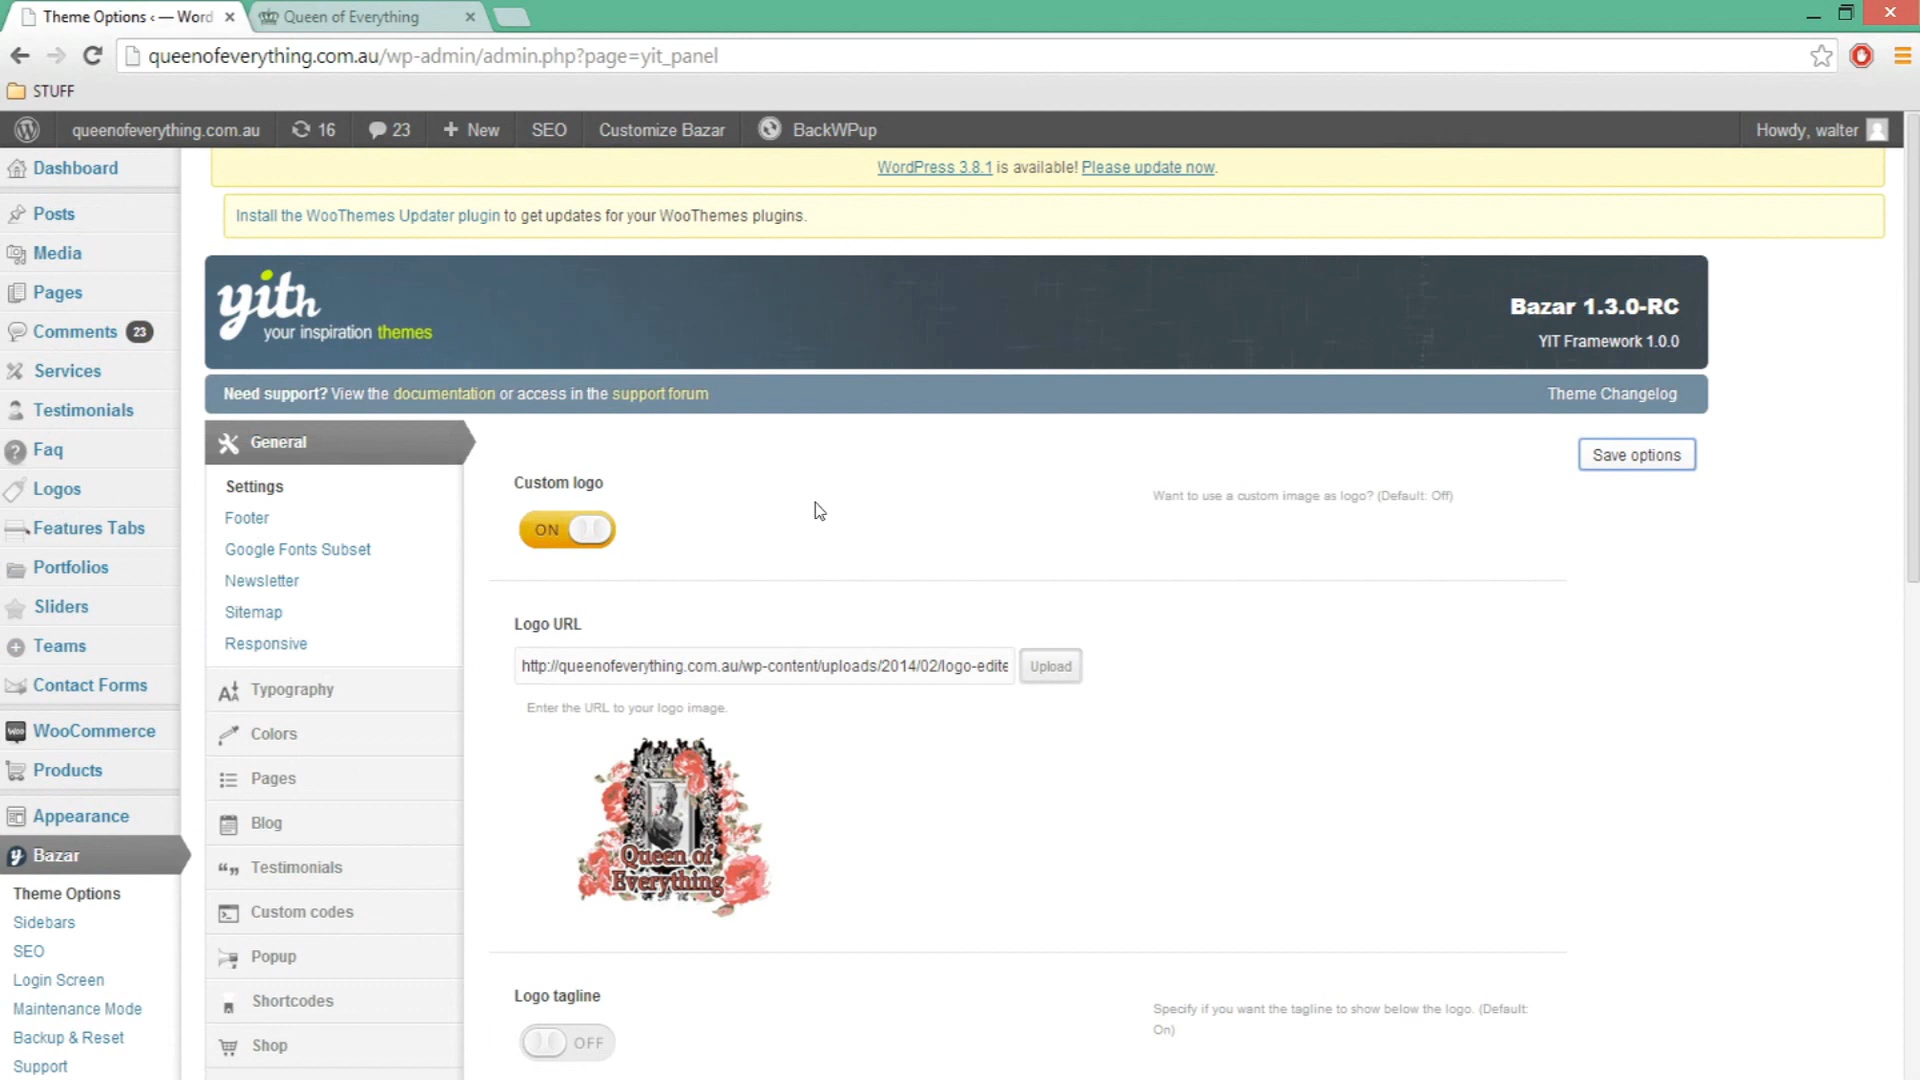 Theme Options ‹ — Word
Queen of Everything
queenofeverything.com.au/wp-admin/admin.php?page=yit_panel
STUFF
queenofeverything.com.au
16
23
New
SEO
Customize Bazar
BackWPup
Howdy, walter
WordPress 3.8.1 is available! Please update now.
Install the WooThemes Updater plugin to get updates for your WooThemes plugins.
yith
your inspiration themes
Bazar 1.3.0-RC
YIT Framework 1.0.0
Need support? View the documentation or access in the support forum
Theme Changelog
Dashboard
Posts
Media
Pages
Comments 23
Services
Testimonials
Faq
Logos
Features Tabs
Portfolios
Sliders
Teams
Contact Forms
WooCommerce
Products
Appearance
Bazar
Theme Options
Sidebars
SEO
Login Screen
Maintenance Mode
Backup & Reset
Support
General
Settings
Footer
Google Fonts Subset
Newsletter
Sitemap
Responsive
Typography
Colors
Pages
Blog
Testimonials
Custom codes
Popup
Shortcodes
Shop
Save options
Custom logo
Want to use a custom image as logo? (Default: Off)
ON
Logo URL
http://queenofeverything.com.au/wp-content/uploads/2014/02/logo-edite
Upload
Enter the URL to your logo image.
Queen of
Everything
Logo tagline
Specify if you want the tagline to show below the logo. (Default:
On)
OFF